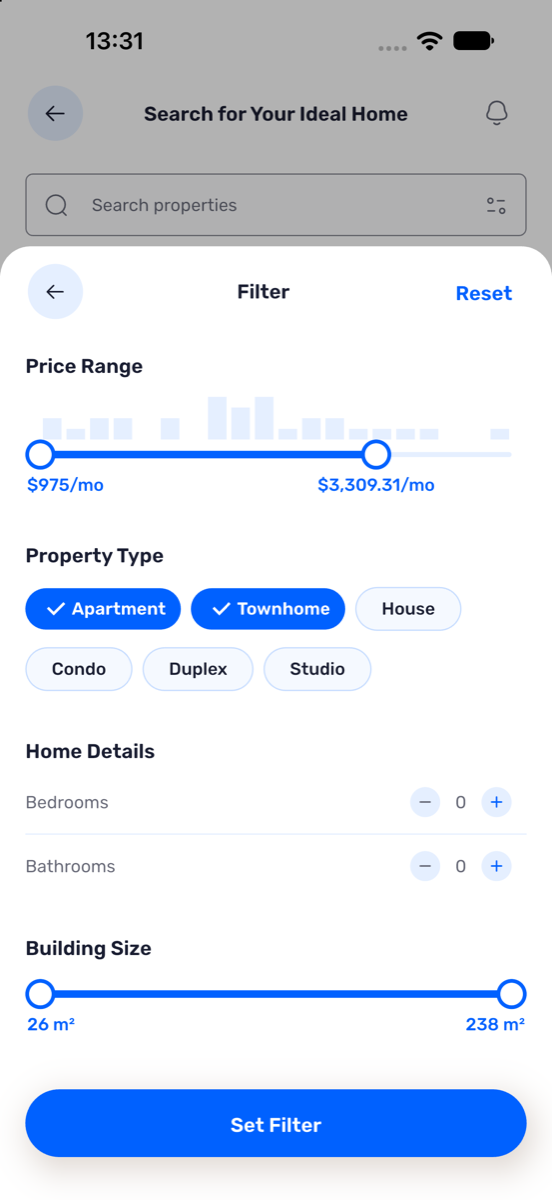 13:31
Search for Your Ideal Home
Search properties
Filter
Reset
Price Range
$975/mo $3,309.31/mo
Property Type
Apartment Townhome House
Condo Duplex Studio
Home Details
Bedrooms − 0 +
Bathrooms − 0 +
Building Size
26 m² 238 m²
Set Filter